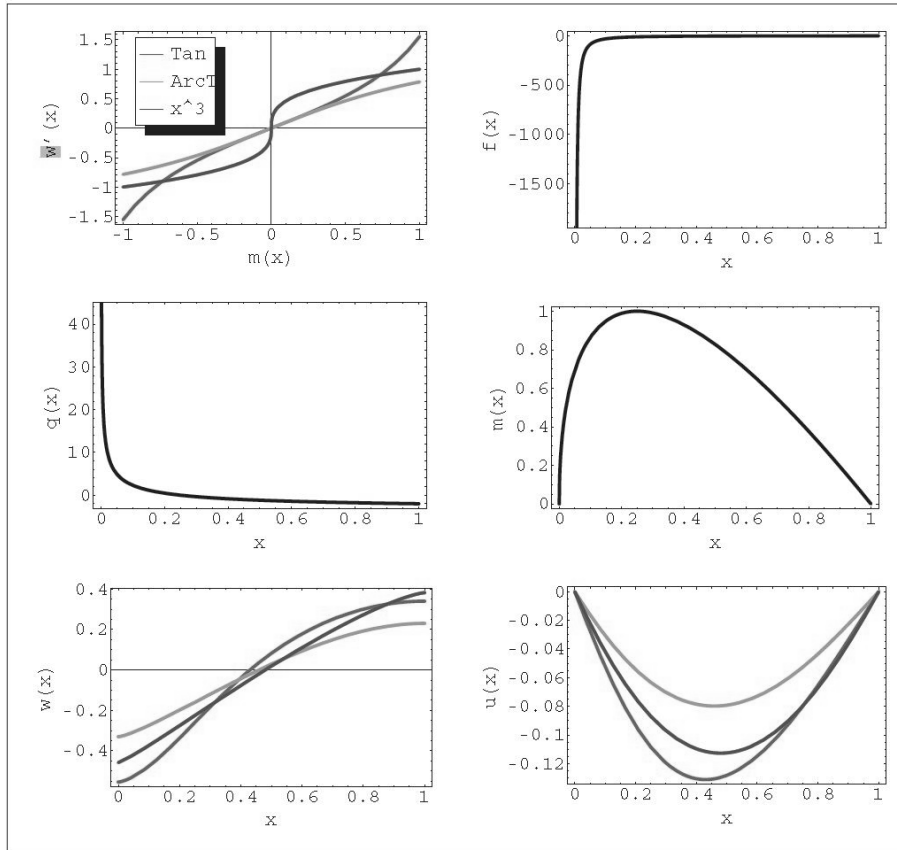 1.5
1
0.5
0
-0.5
-1
-1.5
w'(x)
Tan
ArcT
x^3
-1 -0.5 0 0.5 1
m(x)
0
-500
-1000
-1500
f(x)
0 0.2 0.4 0.6 0.8 1
x
40
30
20
10
0
q(x)
0 0.2 0.4 0.6 0.8 1
x
1
0.8
0.6
0.4
0.2
0
m(x)
0 0.2 0.4 0.6 0.8 1
x
0.4
0.2
0
-0.2
-0.4
w(x)
0 0.2 0.4 0.6 0.8 1
x
0
-0.02
-0.04
-0.06
-0.08
-0.1
-0.12
u(x)
0 0.2 0.4 0.6 0.8 1
x